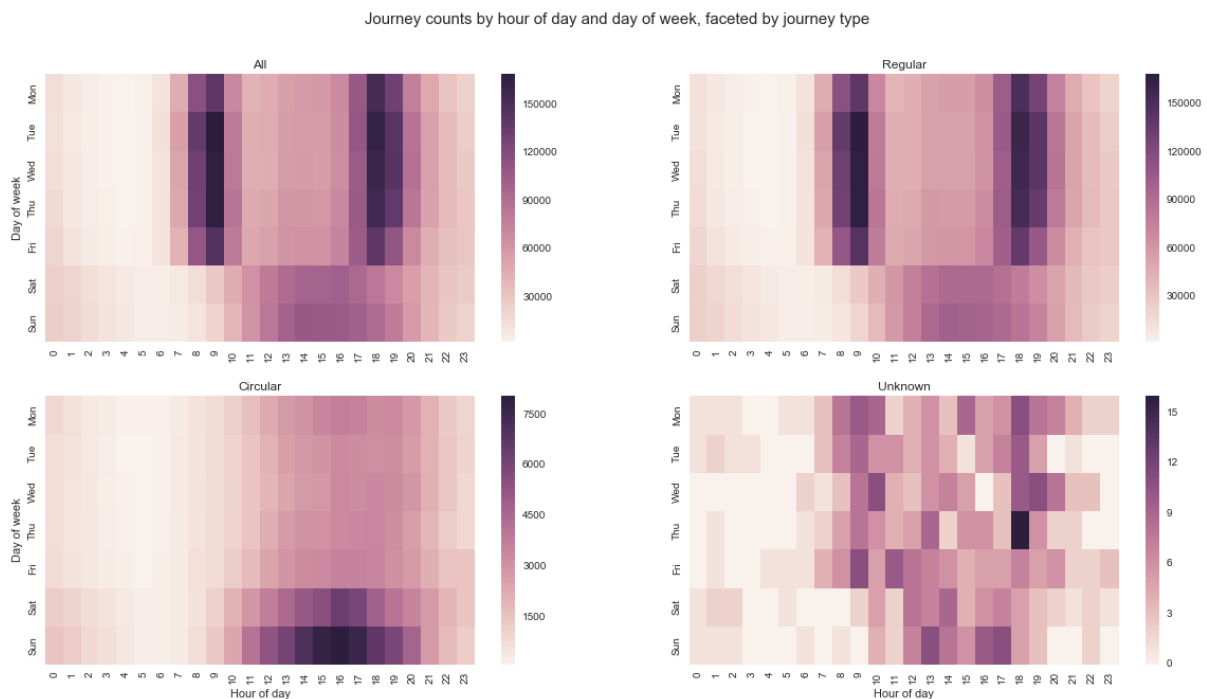 Journey counts by hour of day and day of week, faceted by journey type
All
Day of week
Mon
Tue
Wed
Thu
Fri
Sat
Sun
0 1 2 3 4 5 6 7 8 9 10 11 12 13 14 15 16 17 18 19 20 21 22 23
150000
120000
90000
60000
30000
Regular
Mon
Tue
Wed
Thu
Fri
Sat
Sun
0 1 2 3 4 5 6 7 8 9 10 11 12 13 14 15 16 17 18 19 20 21 22 23
150000
120000
90000
60000
30000
Circular
Day of week
Mon
Tue
Wed
Thu
Fri
Sat
Sun
0 1 2 3 4 5 6 7 8 9 10 11 12 13 14 15 16 17 18 19 20 21 22 23
Hour of day
7500
6000
4500
3000
1500
Unknown
Mon
Tue
Wed
Thu
Fri
Sat
Sun
0 1 2 3 4 5 6 7 8 9 10 11 12 13 14 15 16 17 18 19 20 21 22 23
Hour of day
15
12
9
6
3
0